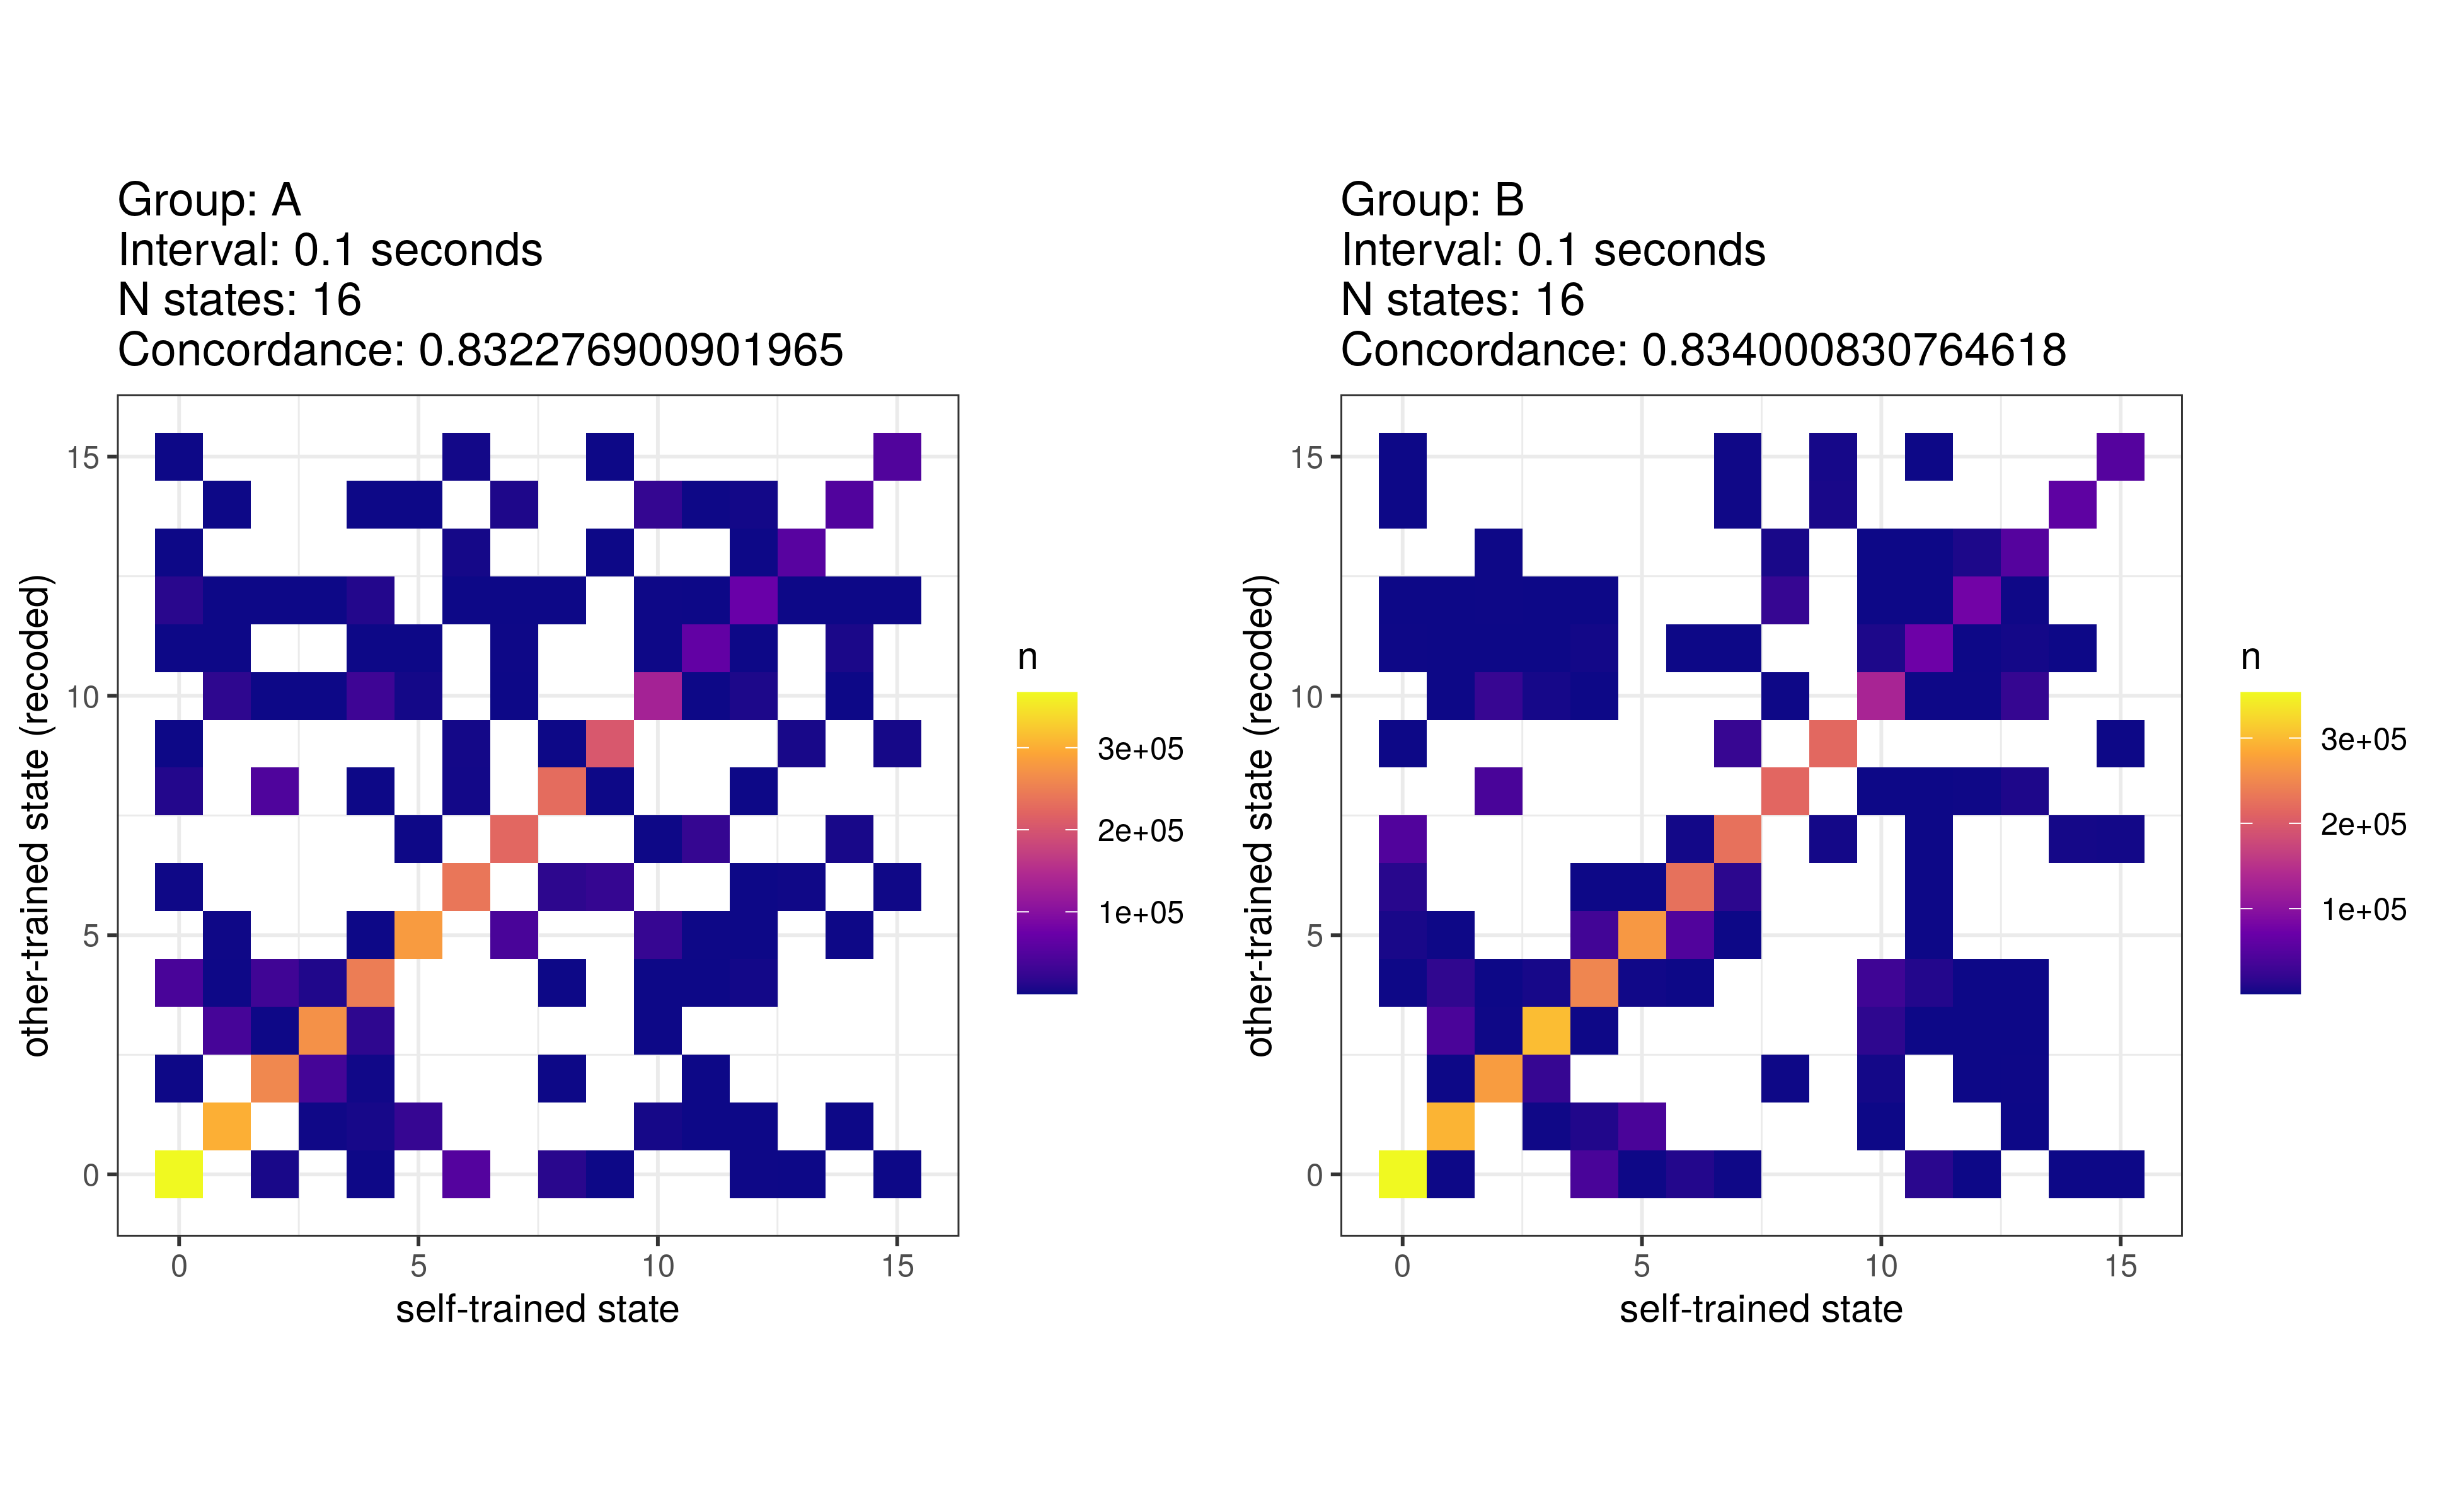 Group: A
Interval: 0.1 seconds
N states: 16
Concordance: 0.832276900901965
other-trained state (recoded)
15
10
5
0
0 5 10 15
self-trained state
n
3e+05
2e+05
1e+05
Group: B
Interval: 0.1 seconds
N states: 16
Concordance: 0.834000830764618
other-trained state (recoded)
15
10
5
0
0 5 10 15
self-trained state
n
3e+05
2e+05
1e+05